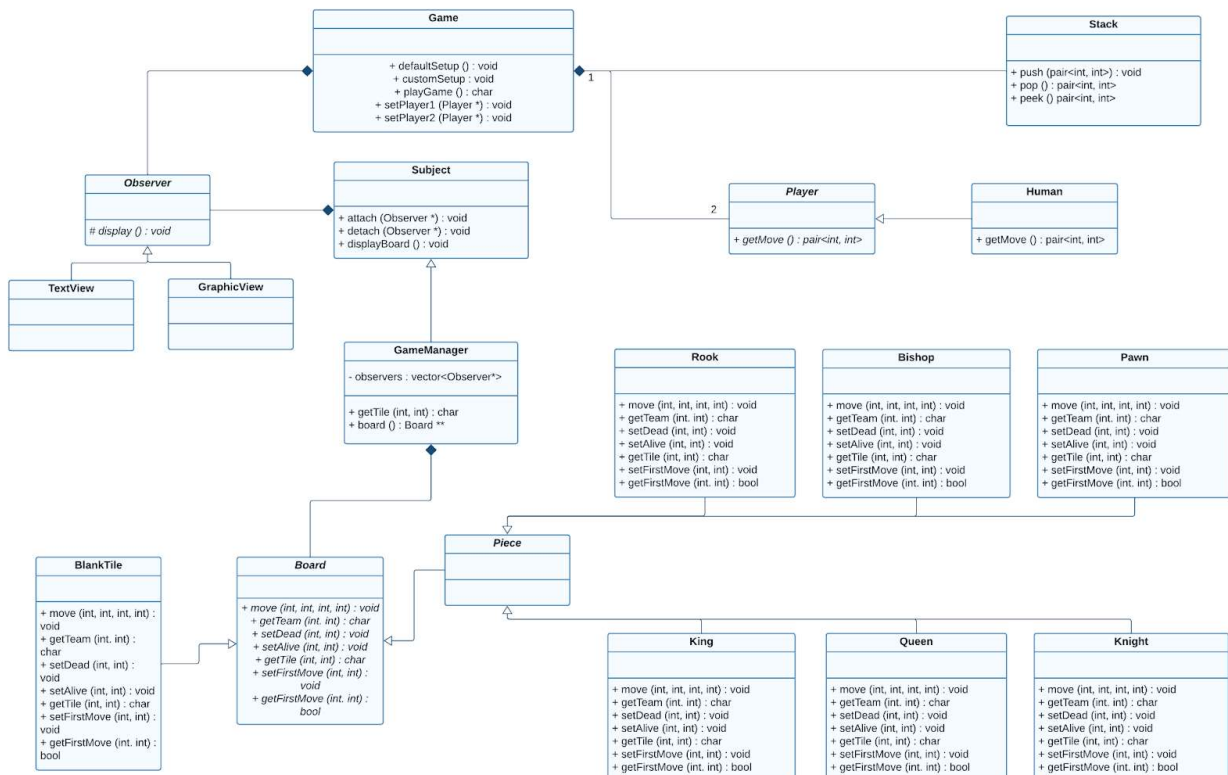 Game
+ defaultSetup () : void
+ customSetup : void
+ playGame () : char
+ setPlayer1 (Player *) : void
+ setPlayer2 (Player *) : void
1
Stack
+ push (pair<int, int>) : void
+ pop () : pair<int, int>
+ peek () pair<int, int>
Observer
# display () : void
Subject
+ attach (Observer *) : void
+ detach (Observer *) : void
+ displayBoard () : void
2
Player
+ getMove () : pair<int, int>
Human
+ getMove () : pair<int, int>
TextView
GraphicView
GameManager
- observers : vector<Observer*>
+ getTile (int, int) : char
+ board () : Board **
Rook
+ move (int, int, int, int) : void
+ getTeam (int. int) : char
+ setDead (int, int) : void
+ setAlive (int, int) : void
+ getTile (int, int) : char
+ setFirstMove (int, int) : void
+ getFirstMove (int. int) : bool
Bishop
+ move (int, int, int, int) : void
+ getTeam (int. int) : char
+ setDead (int, int) : void
+ setAlive (int, int) : void
+ getTile (int, int) : char
+ setFirstMove (int, int) : void
+ getFirstMove (int. int) : bool
Pawn
+ move (int, int, int, int) : void
+ getTeam (int. int) : char
+ setDead (int, int) : void
+ setAlive (int, int) : void
+ getTile (int, int) : char
+ setFirstMove (int, int) : void
+ getFirstMove (int. int) : bool
BlankTile
+ move (int, int, int, int) :
void
+ getTeam (int. int) :
char
+ setDead (int, int) :
void
+ setAlive (int, int) : void
+ getTile (int, int) : char
+ setFirstMove (int, int) :
void
+ getFirstMove (int. int) :
bool
Board
+ move (int, int, int, int) : void
+ getTeam (int. int) : char
+ setDead (int, int) : void
+ setAlive (int, int) : void
+ getTile (int, int) : char
+ setFirstMove (int, int) :
void
+ getFirstMove (int. int) :
bool
Piece
King
+ move (int, int, int, int) : void
+ getTeam (int. int) : char
+ setDead (int, int) : void
+ setAlive (int, int) : void
+ getTile (int, int) : char
+ setFirstMove (int, int) : void
+ getFirstMove (int. int) : bool
Queen
+ move (int, int, int, int) : void
+ getTeam (int. int) : char
+ setDead (int, int) : void
+ setAlive (int, int) : void
+ getTile (int, int) : char
+ setFirstMove (int, int) : void
+ getFirstMove (int. int) : bool
Knight
+ move (int, int, int, int) : void
+ getTeam (int. int) : char
+ setDead (int, int) : void
+ setAlive (int, int) : void
+ getTile (int, int) : char
+ setFirstMove (int, int) : void
+ getFirstMove (int. int) : bool